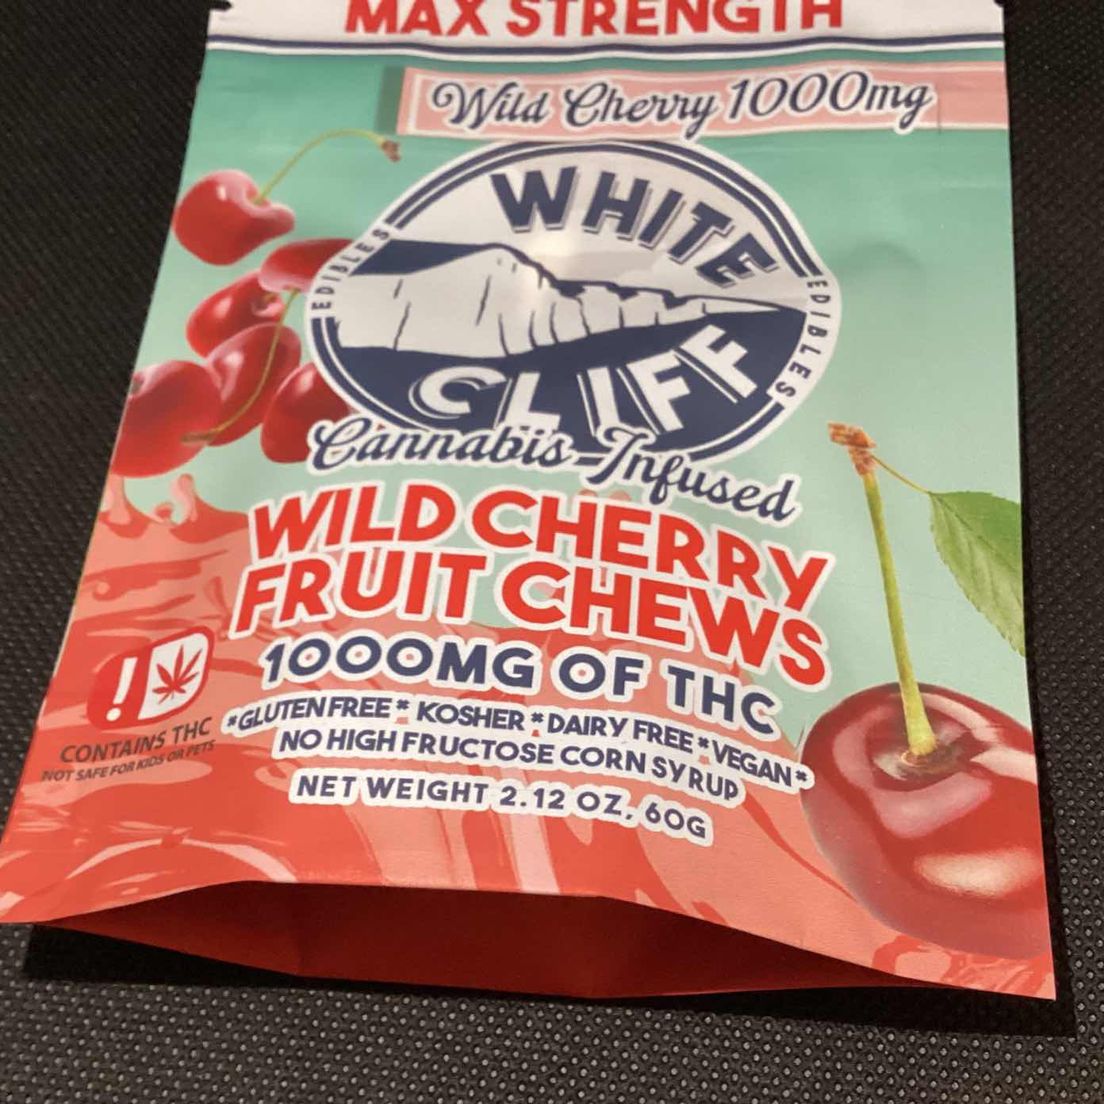 MAX STRENGTH
Wild Cherry 1000mg
WHITE
EDIBLES
EDIBLES
CLIFF
Cannabis-Infused
WILD CHERRY
FRUIT CHEWS
1000MG OF THC
!
CONTAINS THC
NOT SAFE FOR KIDS OR PETS
*GLUTEN FREE* KOSHER *DAIRY FREE *VEGAN*
NO HIGH FRUCTOSE CORN SYRUP
NET WEIGHT 2.12 OZ, 60G